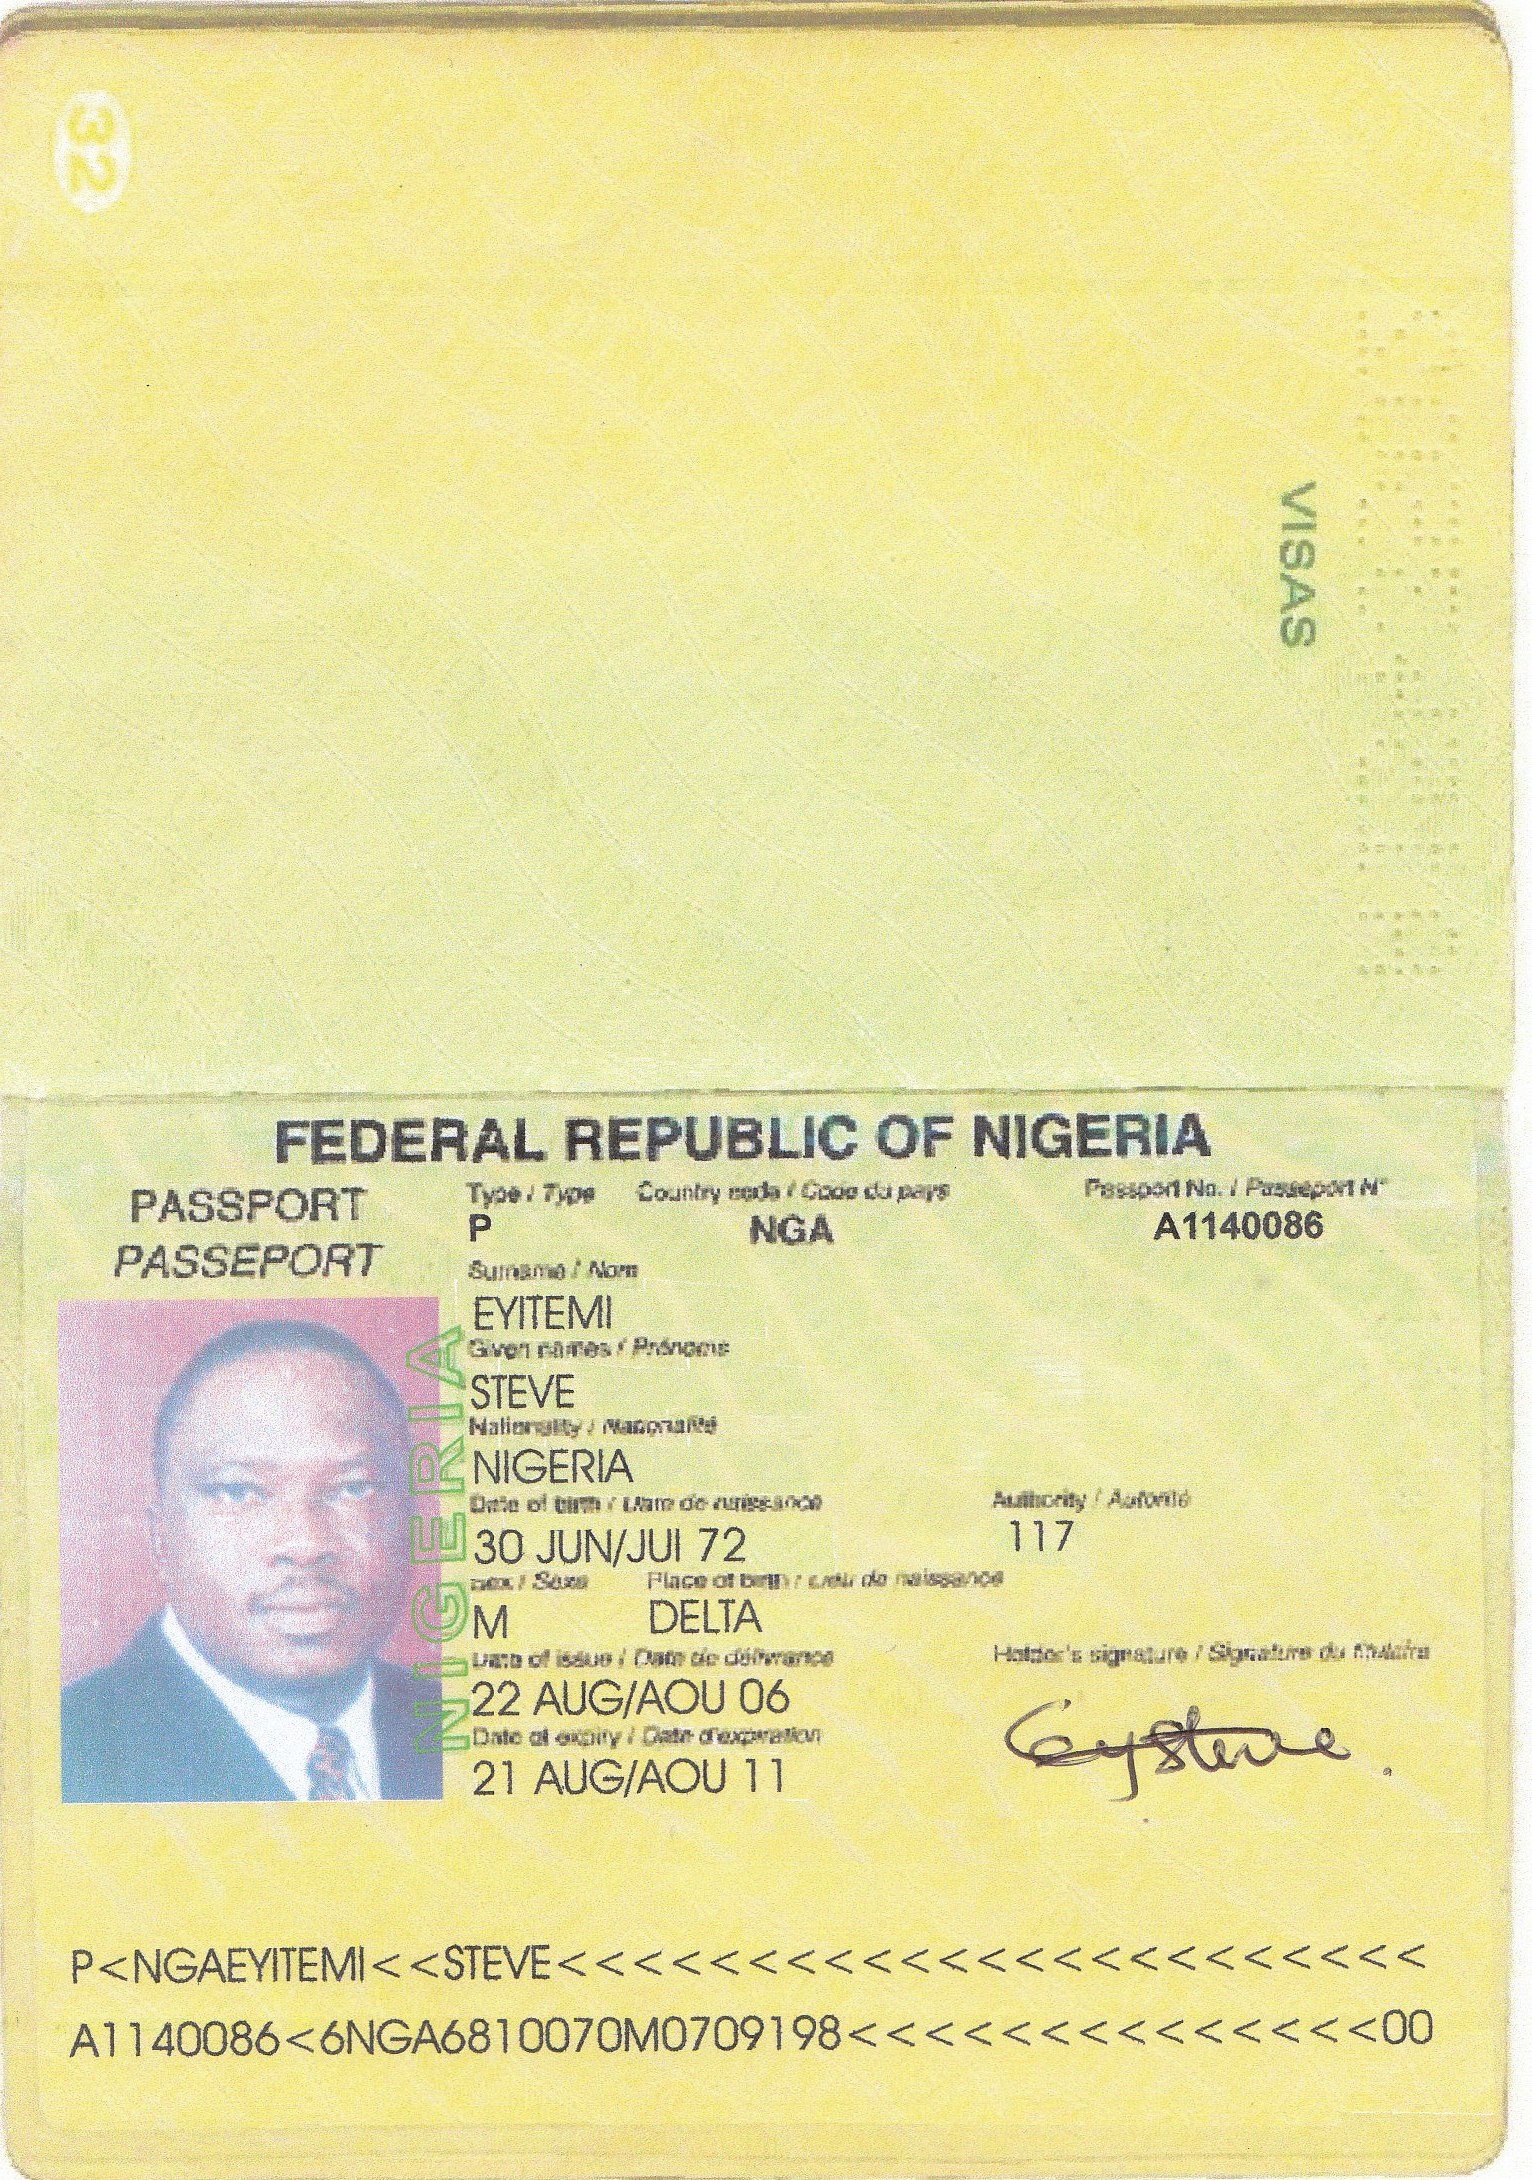 32
VISAS
FEDERAL REPUBLIC OF NIGERIA
PASSPORT
PASSEPORT
Type / Type Country code / Code du pays Passport No. / Passeport N°
P NGA A1140086
Surname / Nom
EYITEMI
Given names / Prénoms
STEVE
Nationality / Nationalité
NIGERIA
Date of birth / Date de naissance Authority / Autorité
30 JUN/JUI 72 117
Sex / Sexe Place of birth / Lieu de naissance
M DELTA
Date of issue / Date de délivrance Holder's signature / Signature du titulaire
22 AUG/AOU 06
Date of expiry / Date d'expiration
21 AUG/AOU 11
NIGERIA
P<NGAEYITEMI<<STEVE<<<<<<<<<<<<<<<<<<<<<<<<<
A1140086<6NGA6810070M0709198<<<<<<<<<<<<<<00